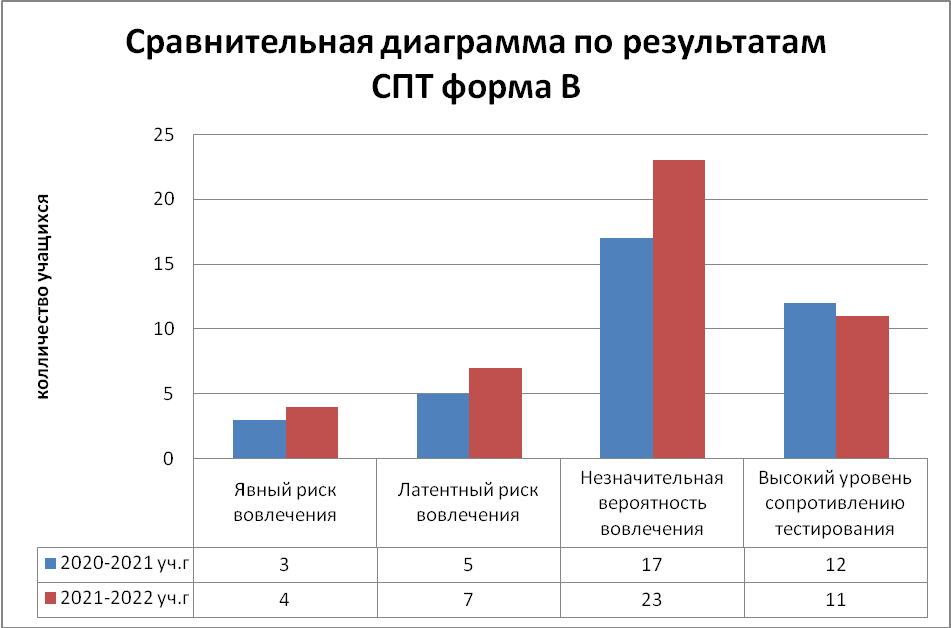 Сравнительная диаграмма по результатам
СПТ форма В
колличество учащихся
25
20
15
10
5
0
Явный риск
вовлечения
Латентный риск
вовлечения
Незначительная
вероятность
вовлечения
Высокий уровень
сопротивлению
тестирования
2020-2021 уч.г 3 5 17 12
2021-2022 уч.г 4 7 23 11